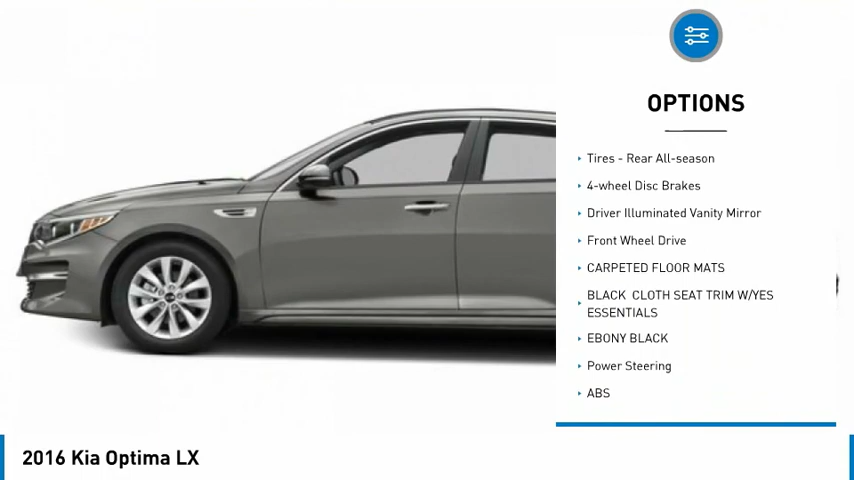 OPTIONS
Tires - Rear All-season
4-wheel Disc Brakes
Driver Illuminated Vanity Mirror
Front Wheel Drive
CARPETED FLOOR MATS
BLACK CLOTH SEAT TRIM W/YES
ESSENTIALS
EBONY BLACK
Power Steering
ABS
2016 Kia Optima LX